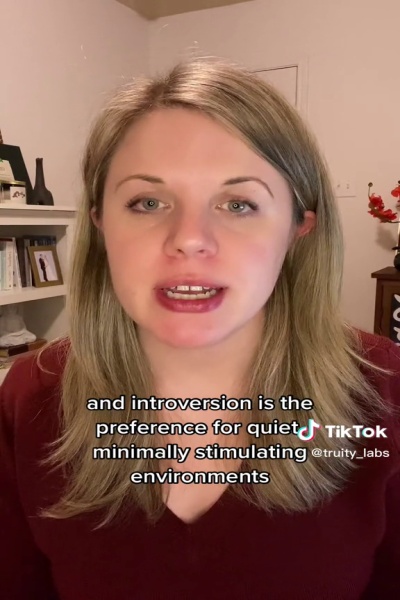 and introversion is the
preference for quiet,
minimally stimulating
environments
TikTok
@truity_labs